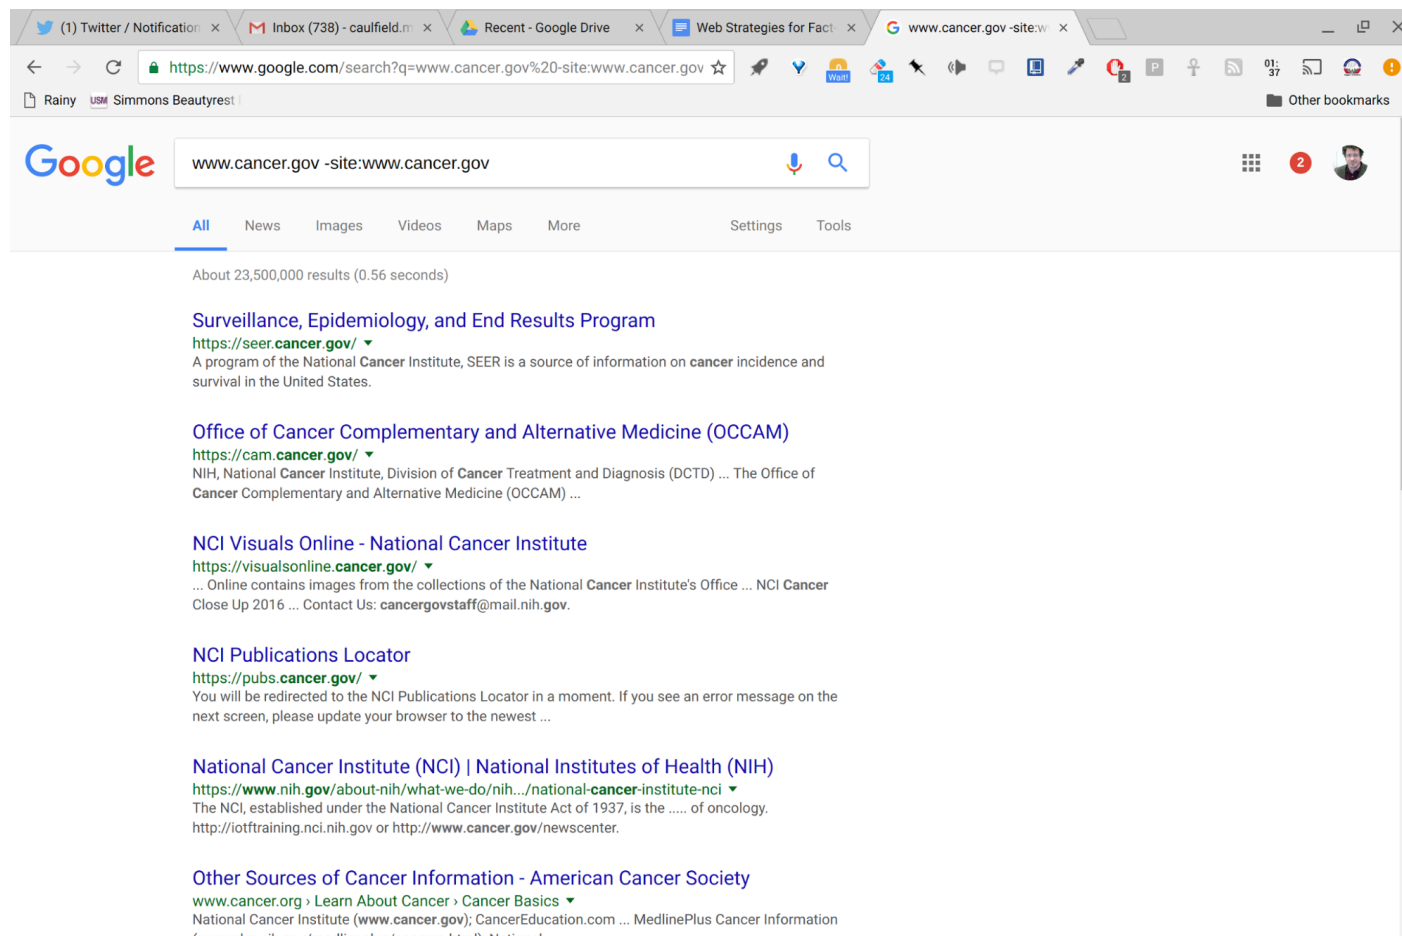 (1) Twitter / Notification
Inbox (738) - caulfield.m
Recent - Google Drive
Web Strategies for Fact-
www.cancer.gov -site:w
https://www.google.com/search?q=www.cancer.gov%20-site:www.cancer.gov
Wait!
24
2
P
01:
37
Rainy
USM
Simmons Beautyrest
Other bookmarks
Google
www.cancer.gov -site:www.cancer.gov
2
All
News
Images
Videos
Maps
More
Settings
Tools
About 23,500,000 results (0.56 seconds)
Surveillance, Epidemiology, and End Results Program
https://seer.cancer.gov/
A program of the National Cancer Institute, SEER is a source of information on cancer incidence and
survival in the United States.
Office of Cancer Complementary and Alternative Medicine (OCCAM)
https://cam.cancer.gov/
NIH, National Cancer Institute, Division of Cancer Treatment and Diagnosis (DCTD) ... The Office of
Cancer Complementary and Alternative Medicine (OCCAM) ...
NCI Visuals Online - National Cancer Institute
https://visualsonline.cancer.gov/
... Online contains images from the collections of the National Cancer Institute's Office ... NCI Cancer
Close Up 2016 ... Contact Us: cancergovstaff@mail.nih.gov.
NCI Publications Locator
https://pubs.cancer.gov/
You will be redirected to the NCI Publications Locator in a moment. If you see an error message on the
next screen, please update your browser to the newest ...
National Cancer Institute (NCI) | National Institutes of Health (NIH)
https://www.nih.gov/about-nih/what-we-do/nih.../national-cancer-institute-nci
The NCI, established under the National Cancer Institute Act of 1937, is the ..... of oncology.
http://iotftraining.nci.nih.gov or http://www.cancer.gov/newscenter.
Other Sources of Cancer Information - American Cancer Society
www.cancer.org › Learn About Cancer › Cancer Basics
National Cancer Institute (www.cancer.gov); CancerEducation.com ... MedlinePlus Cancer Information